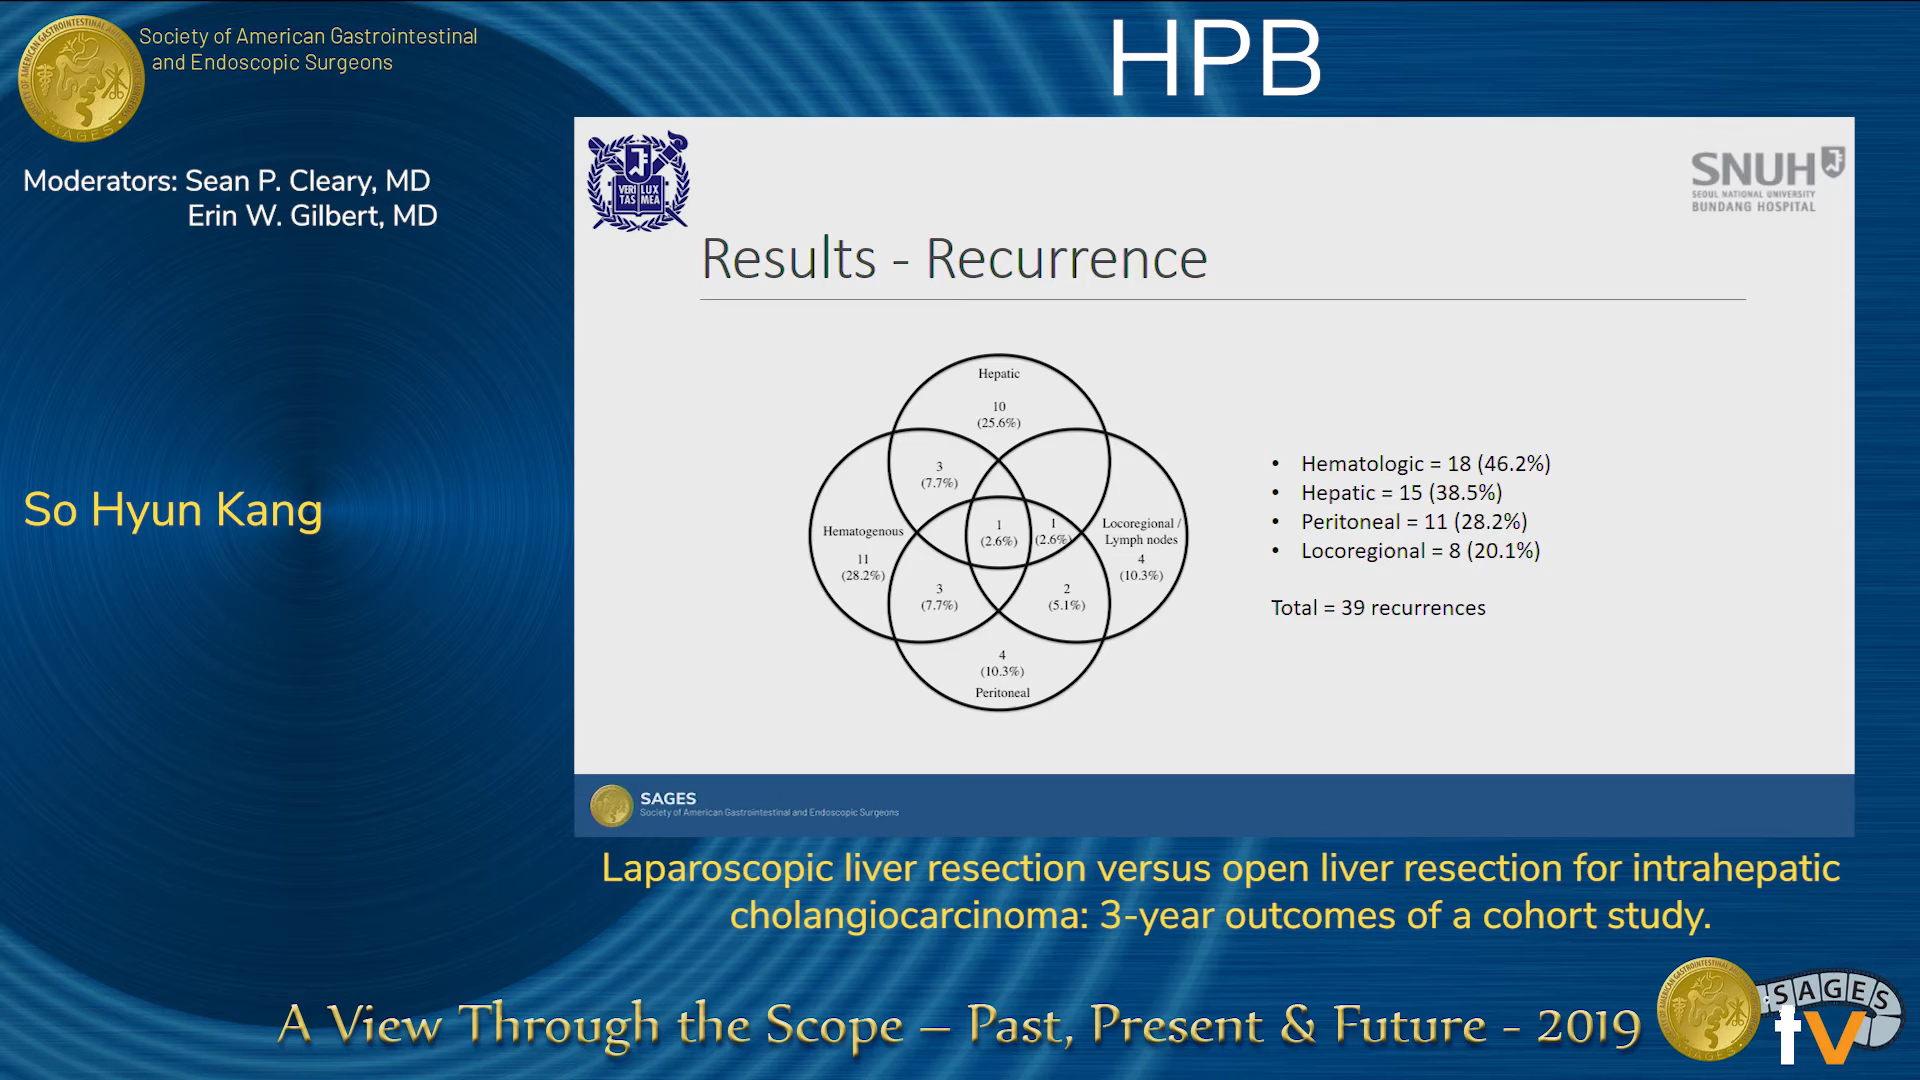 Society of American Gastrointestinal
and Endoscopic Surgeons
HPB
Moderators: Sean P. Cleary, MD
Erin W. Gilbert, MD
So Hyun Kang
VERI LUX
TAS MEA
SNUH
SEOUL NATIONAL UNIVERSITY
BUNDANG HOSPITAL
Results - Recurrence
Hepatic
10
(25.6%)
3
(7.7%)
Hematogenous
11
(28.2%)
1
(2.6%)
1
(2.6%)
Locoregional /
Lymph nodes
4
(10.3%)
3
(7.7%)
2
(5.1%)
4
(10.3%)
Peritoneal
• Hematologic = 18 (46.2%)
• Hepatic = 15 (38.5%)
• Peritoneal = 11 (28.2%)
• Locoregional = 8 (20.1%)
Total = 39 recurrences
SAGES
Society of American Gastrointestinal and Endoscopic Surgeons
Laparoscopic liver resection versus open liver resection for intrahepatic
cholangiocarcinoma: 3-year outcomes of a cohort study.
A View Through the Scope – Past, Present & Future - 2019
SAGES
tv